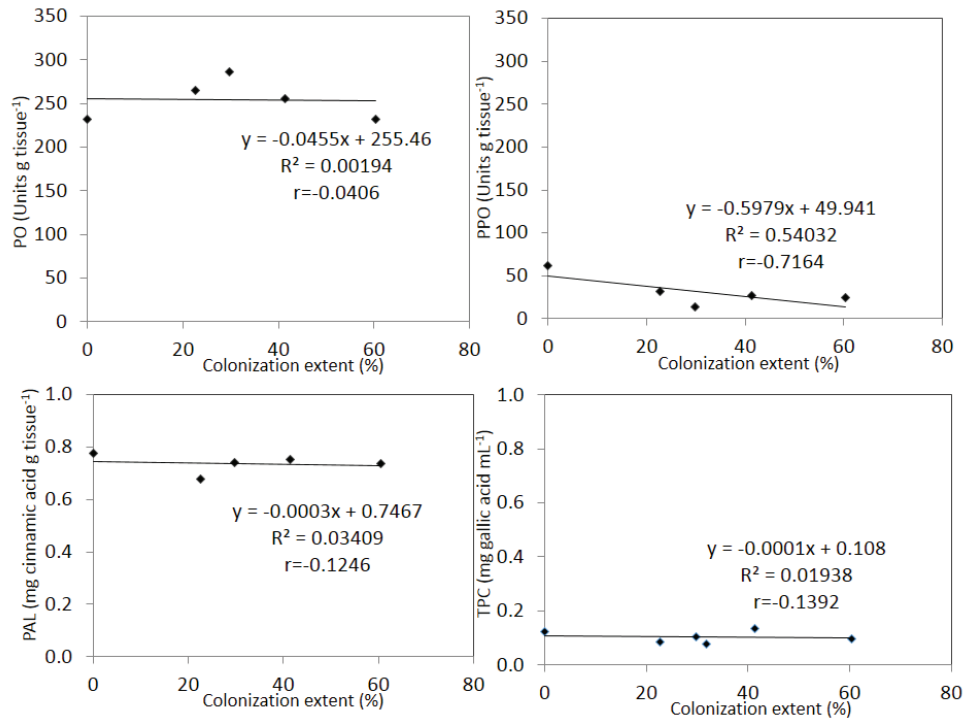 PO (Units g tissue⁻¹)
350
300
250
200
150
100
50
0
y = -0.0455x + 255.46
R² = 0.00194
r=-0.0406
0 20 40 60 80
Colonization extent (%)
PPO (Units g tissue⁻¹)
350
300
250
200
150
100
50
0
y = -0.5979x + 49.941
R² = 0.54032
r=-0.7164
0 20 40 60 80
Colonization extent (%)
PAL (mg cinnamic acid g tissue⁻¹)
1.0
0.8
0.6
0.4
0.2
0.0
y = -0.0003x + 0.7467
R² = 0.03409
r=-0.1246
0 20 40 60 80
Colonization extent (%)
TPC (mg gallic acid mL⁻¹)
1.0
0.8
0.6
0.4
0.2
0.0
y = -0.0001x + 0.108
R² = 0.01938
r=-0.1392
0 20 40 60 80
Colonization extent (%)